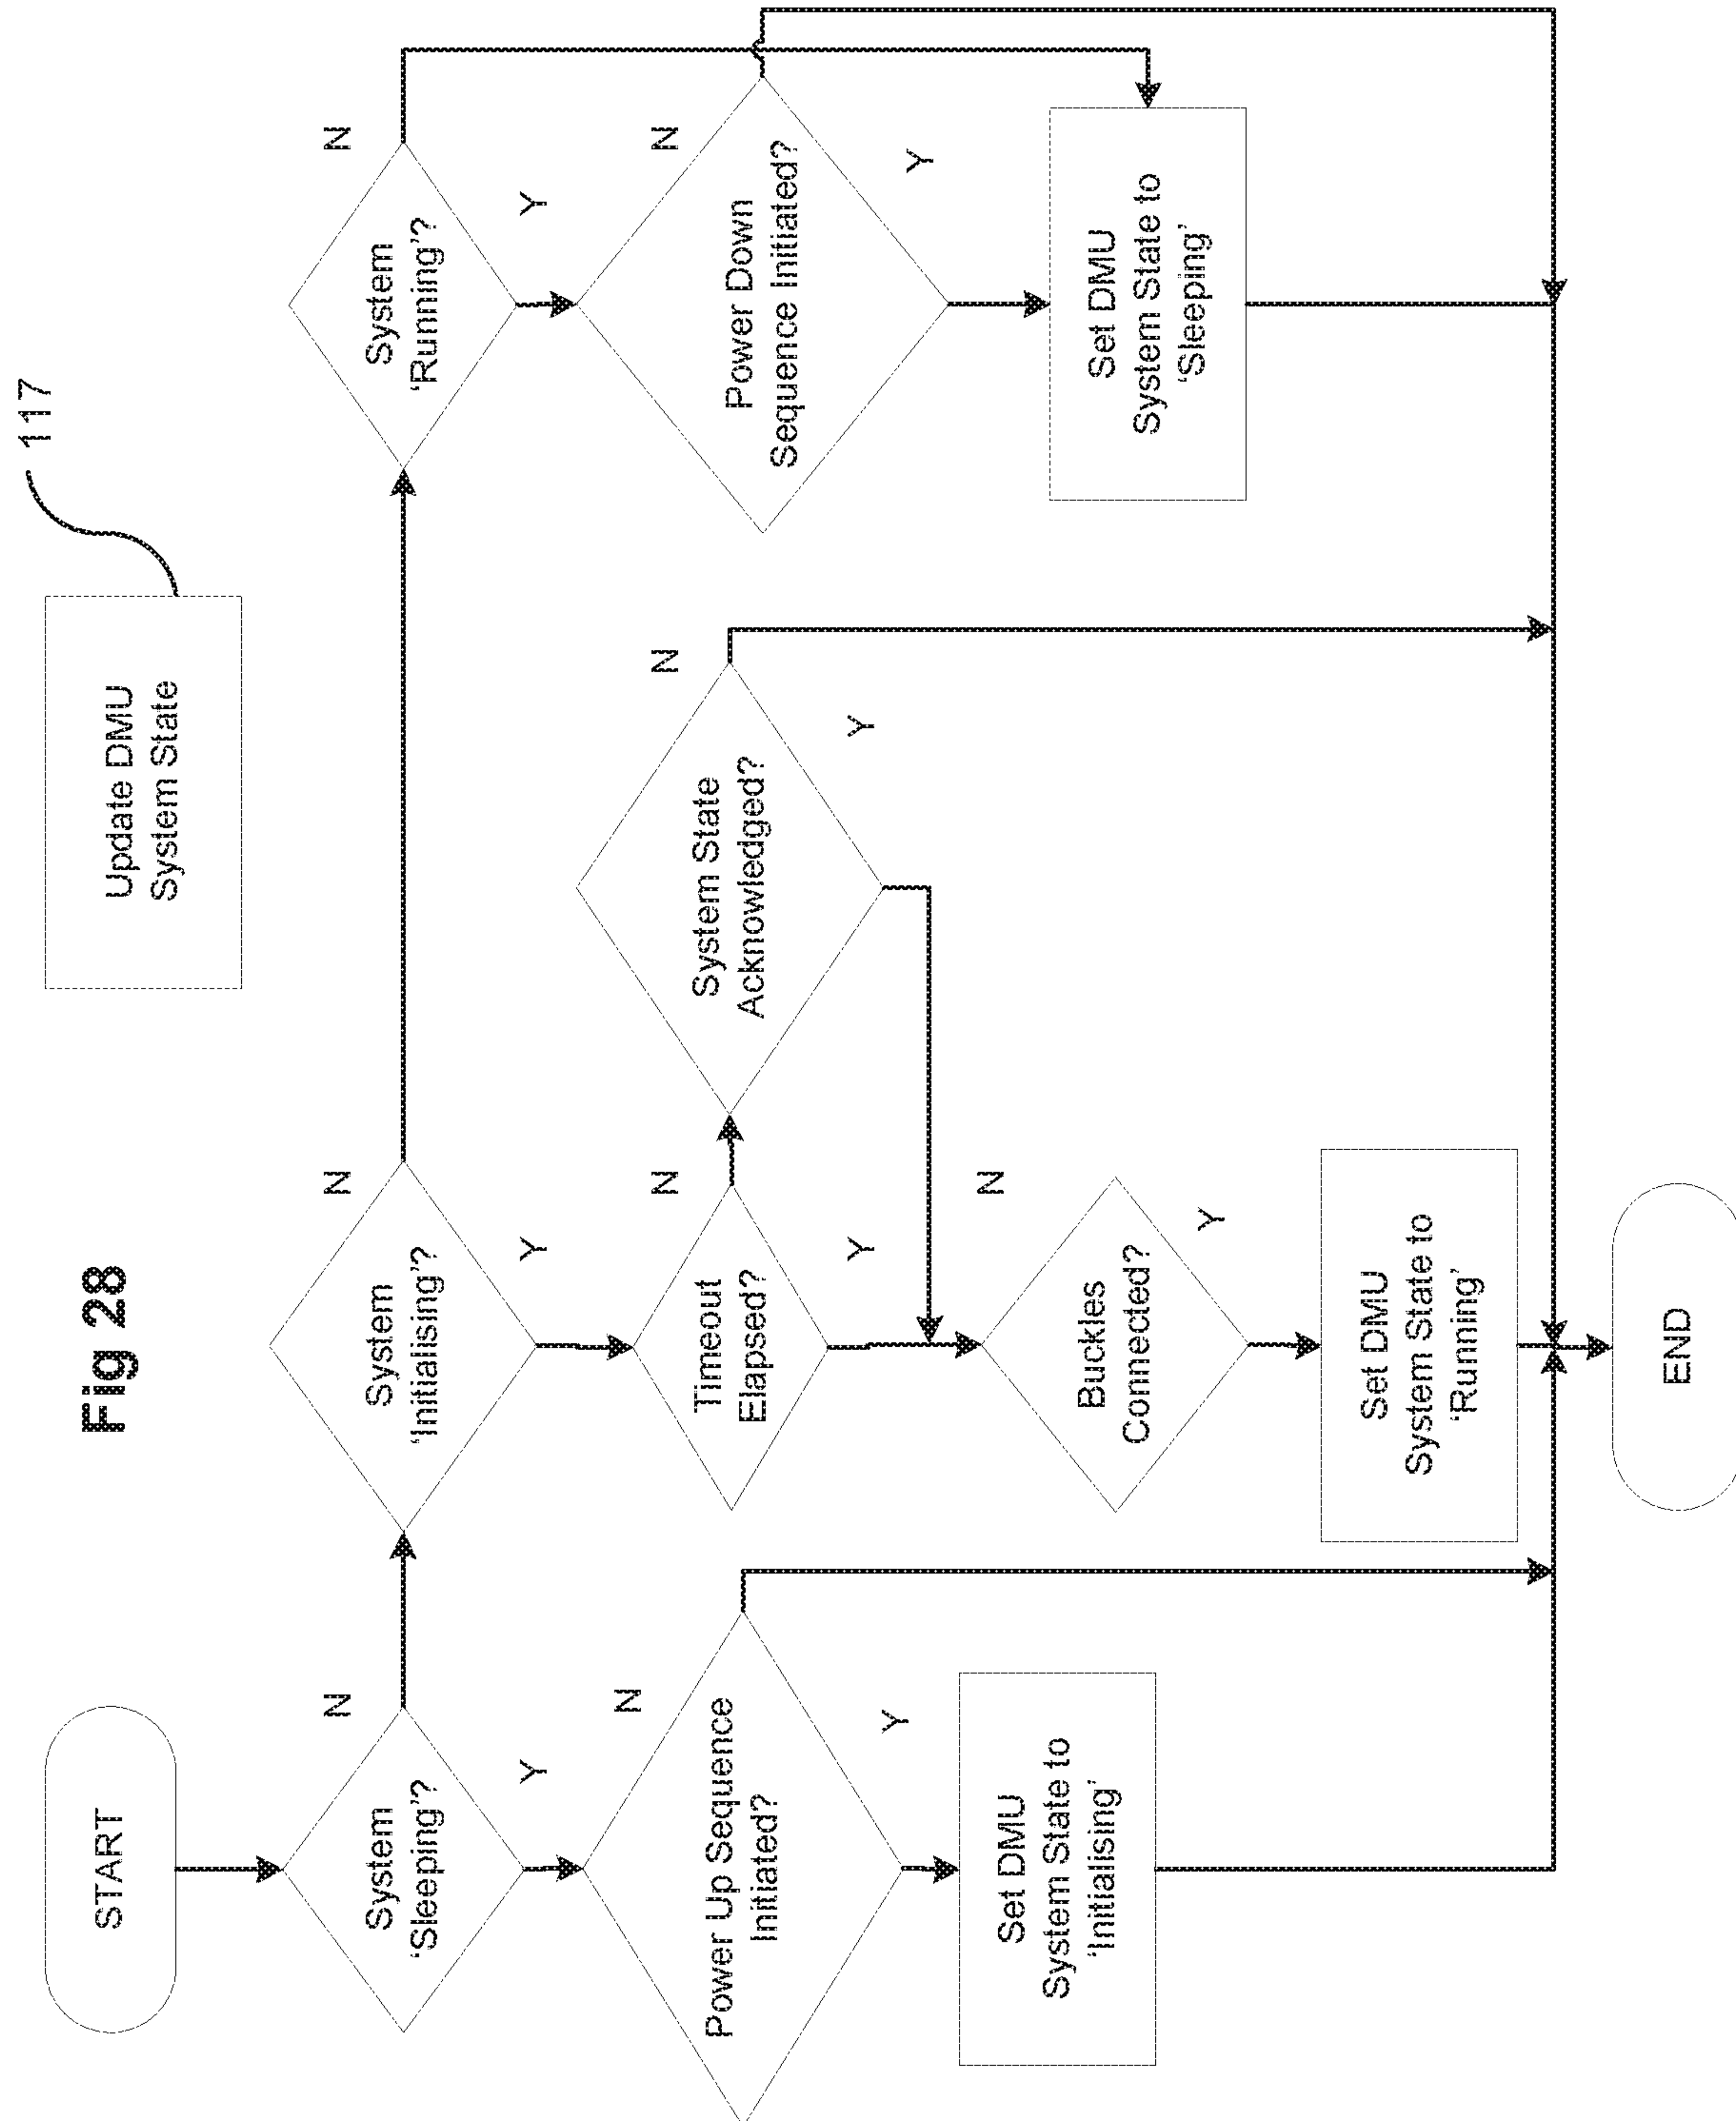 Fig 28
117
Update DMU
System State
START
System
'Sleeping'?
N
Y
Power Up Sequence
Initiated?
N
Y
Set DMU
System State to
'Initialising'
System
'Initialising'?
N
Y
Timeout
Elapsed?
N
Y
System State
Acknowledged?
N
Y
Buckles
Connected?
N
Y
Set DMU
System State to
'Running'
System
'Running'?
N
Y
Power Down
Sequence Initiated?
N
Y
Set DMU
System State to
'Sleeping'
END